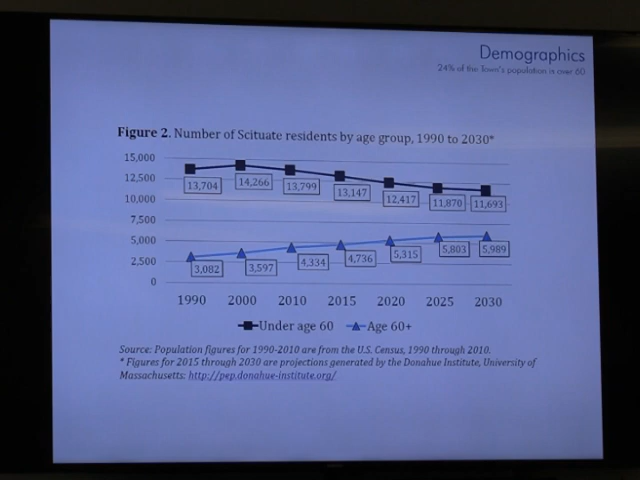 Demographics
24% of the Town's population is over 60
Figure 2. Number of Scituate residents by age group, 1990 to 2030*
15,000
12,500
10,000
7,500
5,000
2,500
0
13,704 14,266 13,799 13,147 12,417 11,870 11,693
3,082 3,597 4,334 4,736 5,315 5,803 5,989
1990 2000 2010 2015 2020 2025 2030
Under age 60 Age 60+
Source: Population figures for 1990-2010 are from the U.S. Census, 1990 through 2010.
* Figures for 2015 through 2030 are projections generated by the Donahue Institute, University of
Massachusetts: http://pep.donahue-institute.org/